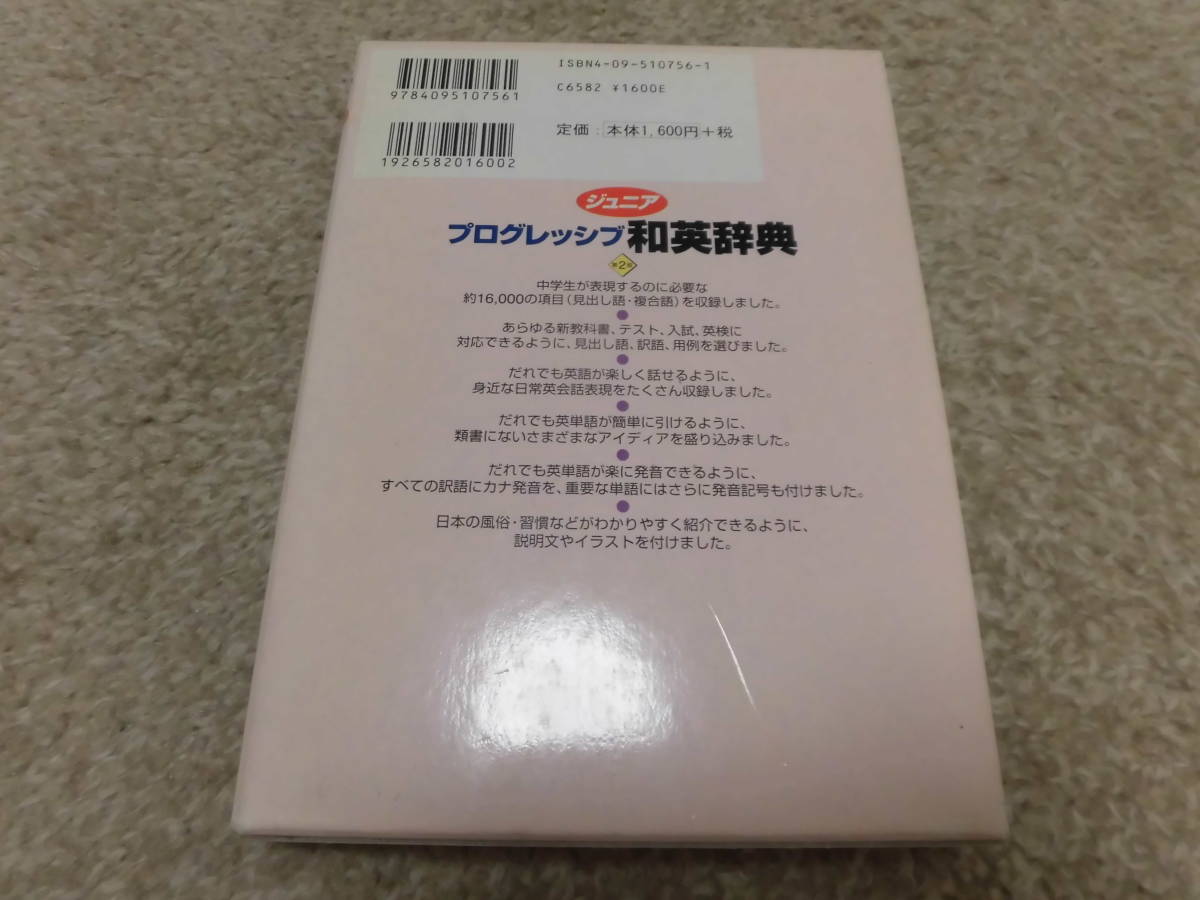 ISBN4-09-510756-1
9784095107561
C6582 ¥1600E
定価:本体1,600円+税
1926582016002
ジュニア
プログレッシブ和英辞典
第2版
中学生が表現するのに必要な
約16,000の項目(見出し語・複合語)を収録しました。
あらゆる新教科書、テスト、入試、英検に
対応できるように、見出し語、訳語、用例を選びました。
だれでも英語が楽しく話せるように、
身近な日常英会話表現をたくさん収録しました。
だれでも英単語が簡単に引けるように、
類書にないさまざまなアイディアを盛り込みました。
だれでも英単語が楽に発音できるように、
すべての訳語にカナ発音を、重要な単語にはさらに発音記号も付けました。
日本の風俗・習慣などがわかりやすく紹介できるように、
説明文やイラストを付けました。